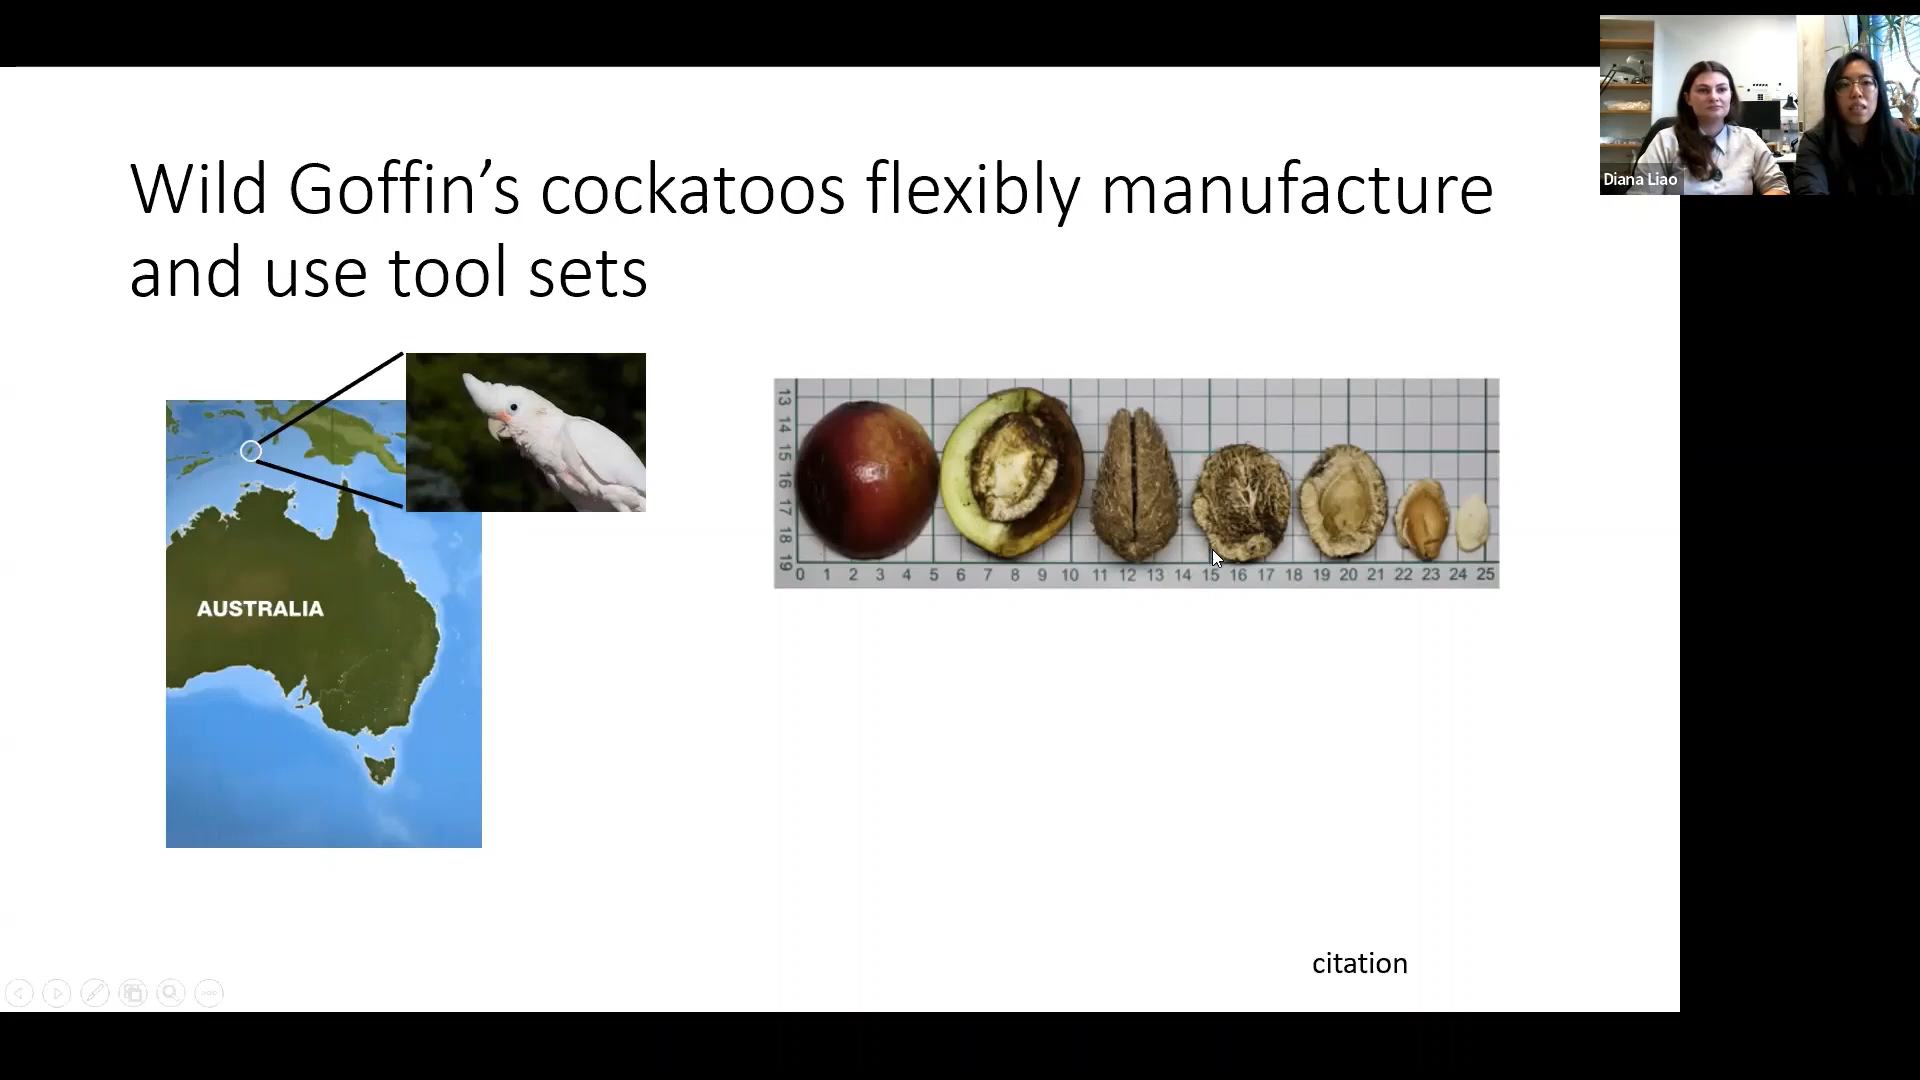 Diana Liao
Wild Goffin’s cockatoos flexibly manufacture
and use tool sets
AUSTRALIA
13
14
15
16
17
18
19
0 1 2 3 4 5 6 7 8 9 10 11 12 13 14 15 16 17 18 19 20 21 22 23 24 25
citation